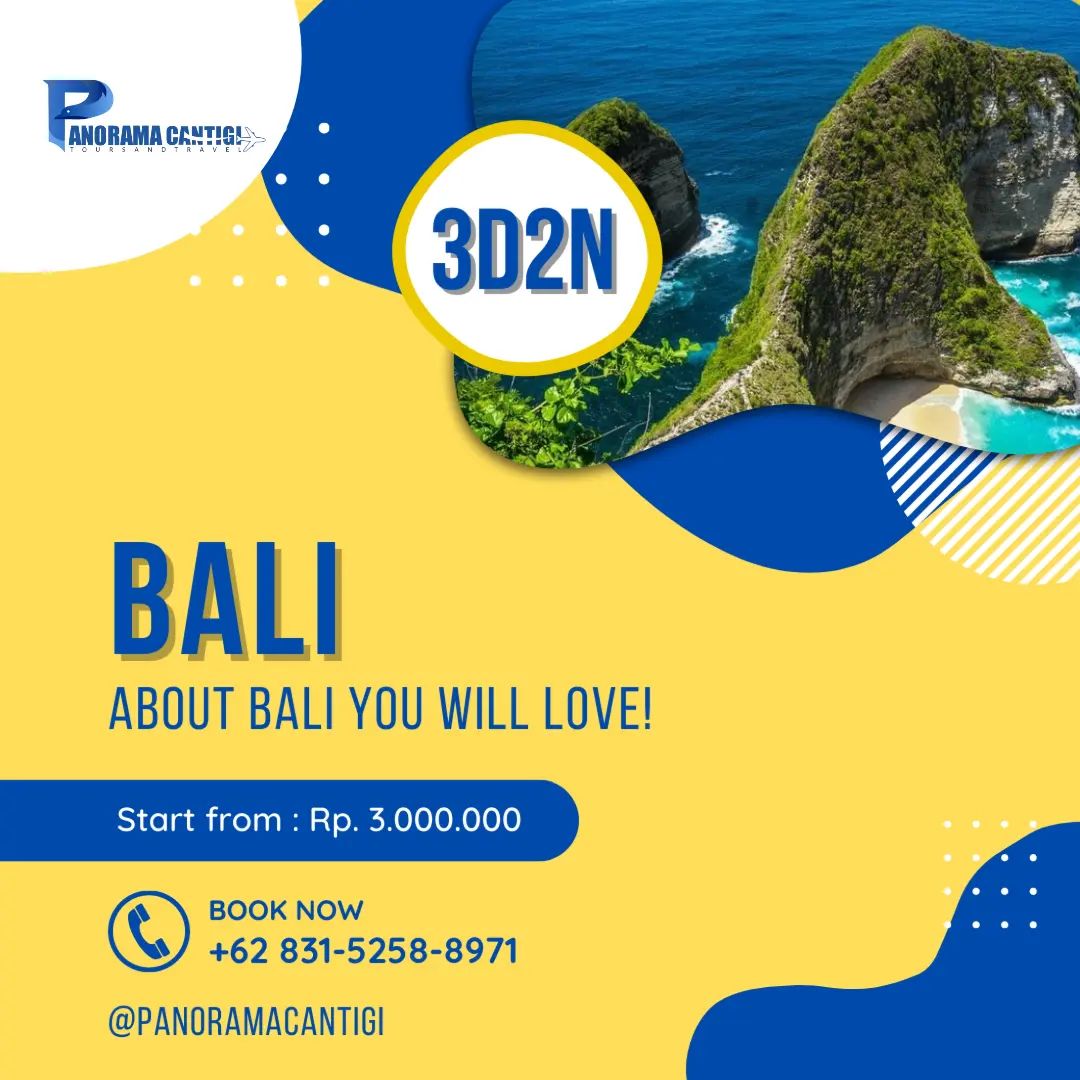 PANORAMA CANTIGI
TOURSANDTRAVEL
3D2N
BALI
ABOUT BALI YOU WILL LOVE!
Start from : Rp. 3.000.000
BOOK NOW
+62 831-5258-8971
@PANORAMACANTIGI